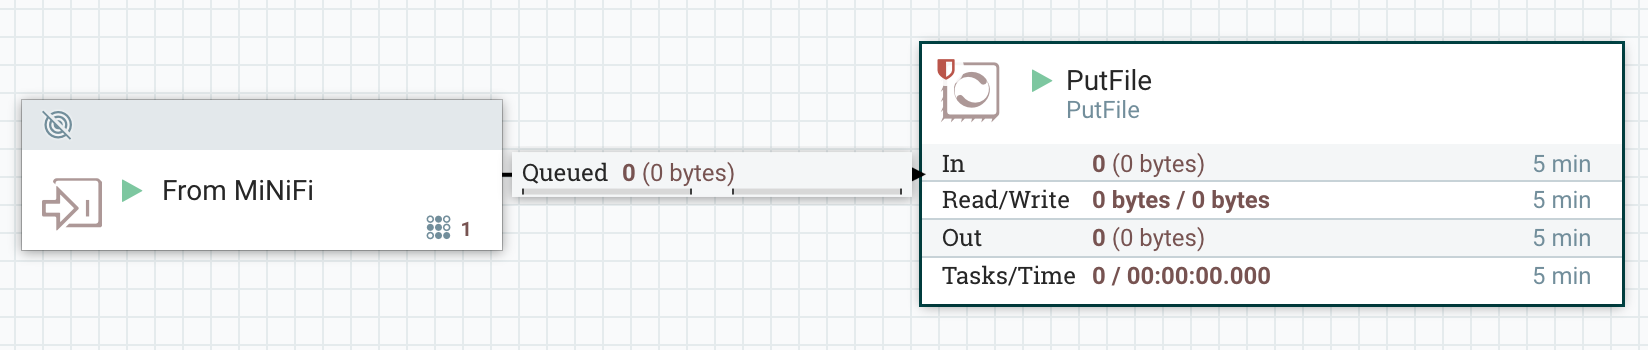 From MiNiFi
1
Queued 0 (0 bytes)
PutFile
PutFile
In 0 (0 bytes) 5 min
Read/Write 0 bytes / 0 bytes 5 min
Out 0 (0 bytes) 5 min
Tasks/Time 0 / 00:00:00.000 5 min